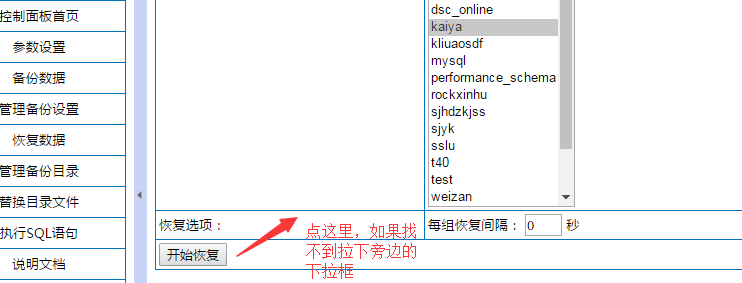 控制面板首页
参数设置
备份数据
管理备份设置
恢复数据
管理备份目录
替换目录文件
执行SQL语句
说明文档
dsc_online
kaiya
kliuaosdf
mysql
performance_schema
rockxinhu
sjhdzkjss
sjyk
sslu
t40
test
weizan
恢复选项：
每组恢复间隔： 0 秒
开始恢复
点这里，如果找
不到拉下旁边的
下拉框